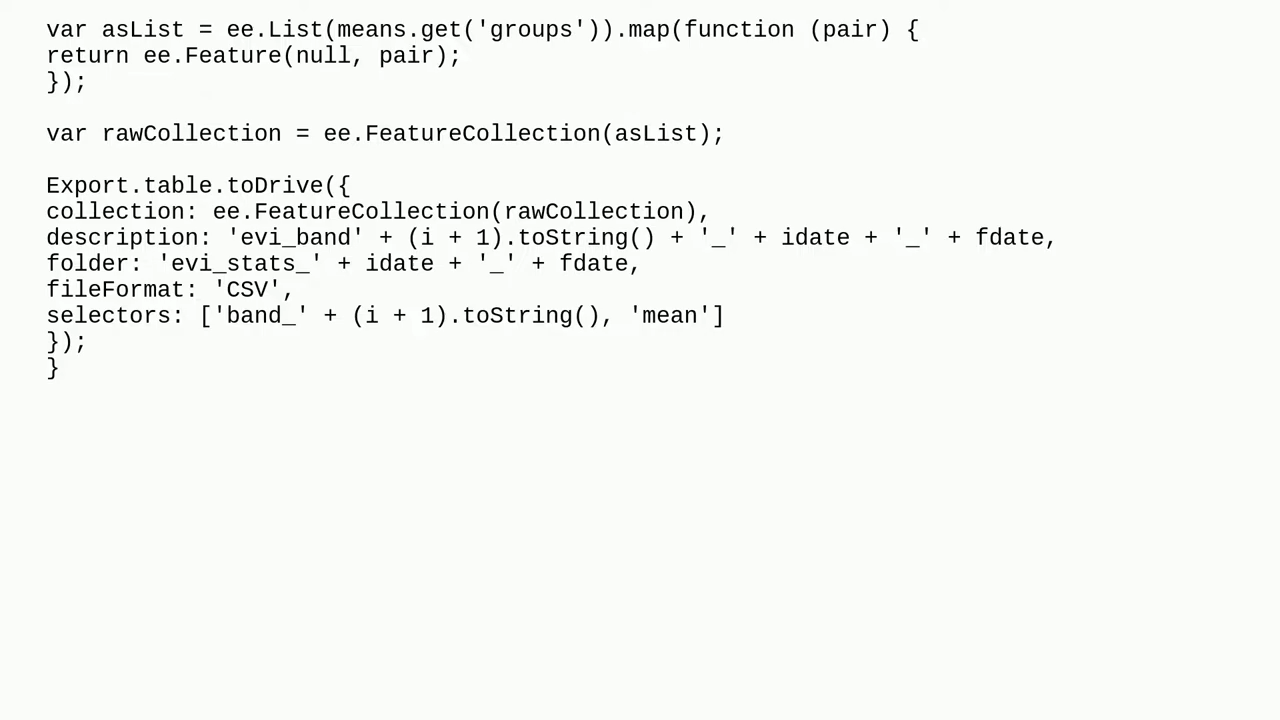 var asList = ee.List(means.get('groups')).map(function (pair) {
return ee.Feature(null, pair);
});
var rawCollection = ee.FeatureCollection(asList);
Export.table.toDrive({
collection: ee.FeatureCollection(rawCollection),
description: 'evi_band' + (i + 1).toString() + '_' + idate + '_' + fdate,
folder: 'evi_stats_' + idate + '_' + fdate,
fileFormat: 'CSV',
selectors: ['band_' + (i + 1).toString(), 'mean']
});
}